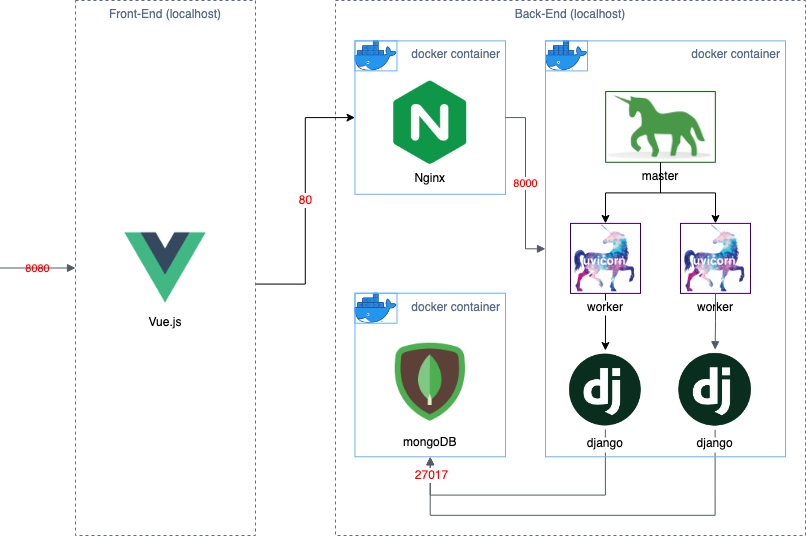 Front-End (localhost)
Back-End (localhost)
docker container
docker container
N
Nginx
master
8000
80
uvicorn
uvicorn
8080
Vue.js
worker
worker
docker container
dj
dj
mongoDB
django
django
27017